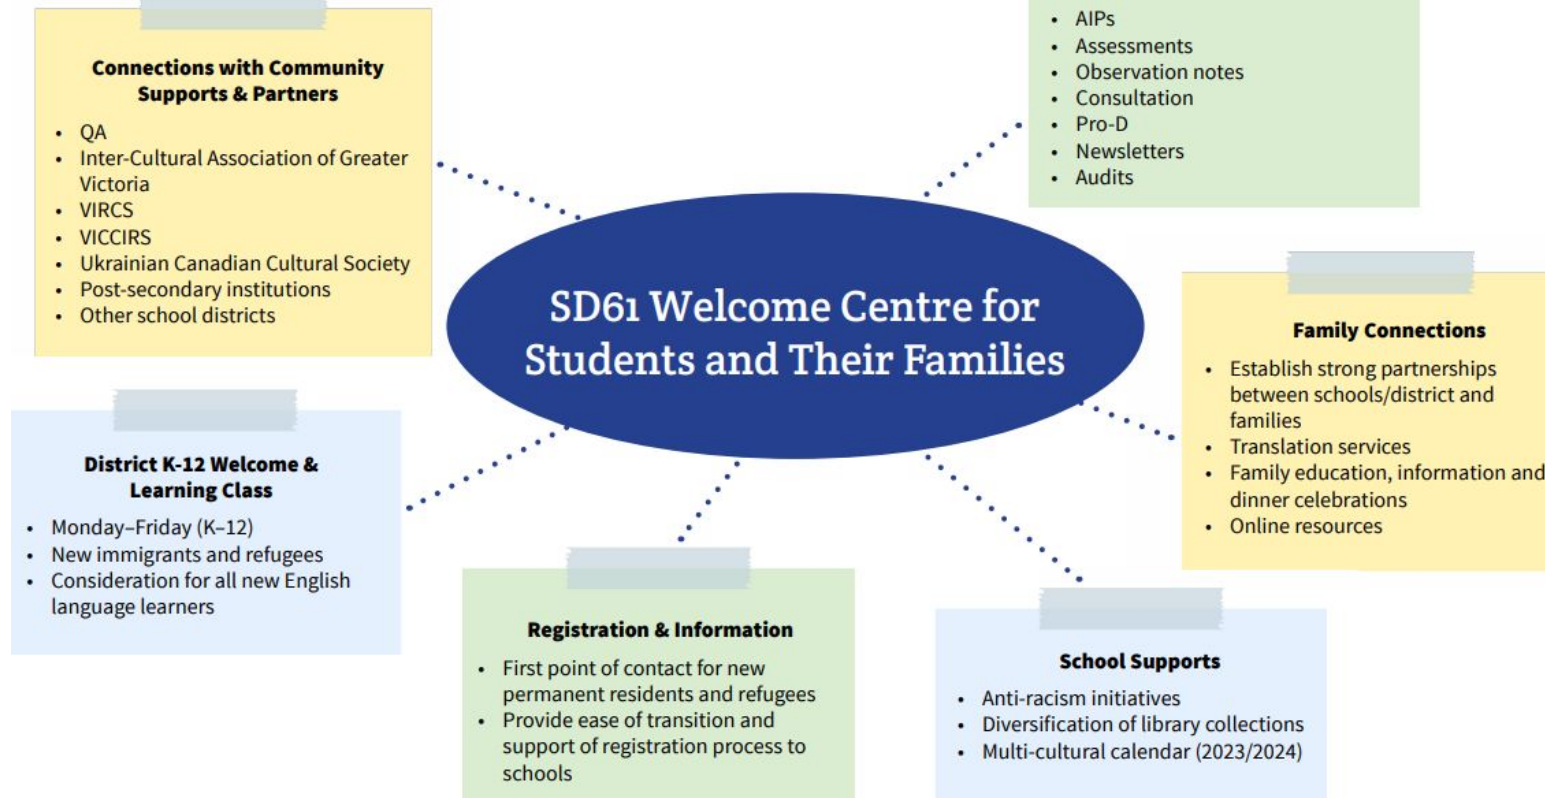 Connections with Community
Supports & Partners
• QA
• Inter-Cultural Association of Greater
Victoria
• VIRCS
• VICCIRS
• Ukrainian Canadian Cultural Society
• Post-secondary institutions
• Other school districts
• AIPs
• Assessments
• Observation notes
• Consultation
• Pro-D
• Newsletters
• Audits
SD61 Welcome Centre for
Students and Their Families
Family Connections
• Establish strong partnerships
between schools/district and
families
• Translation services
• Family education, information and
dinner celebrations
• Online resources
District K-12 Welcome &
Learning Class
• Monday–Friday (K–12)
• New immigrants and refugees
• Consideration for all new English
language learners
Registration & Information
• First point of contact for new
permanent residents and refugees
• Provide ease of transition and
support of registration process to
schools
School Supports
• Anti-racism initiatives
• Diversification of library collections
• Multi-cultural calendar (2023/2024)